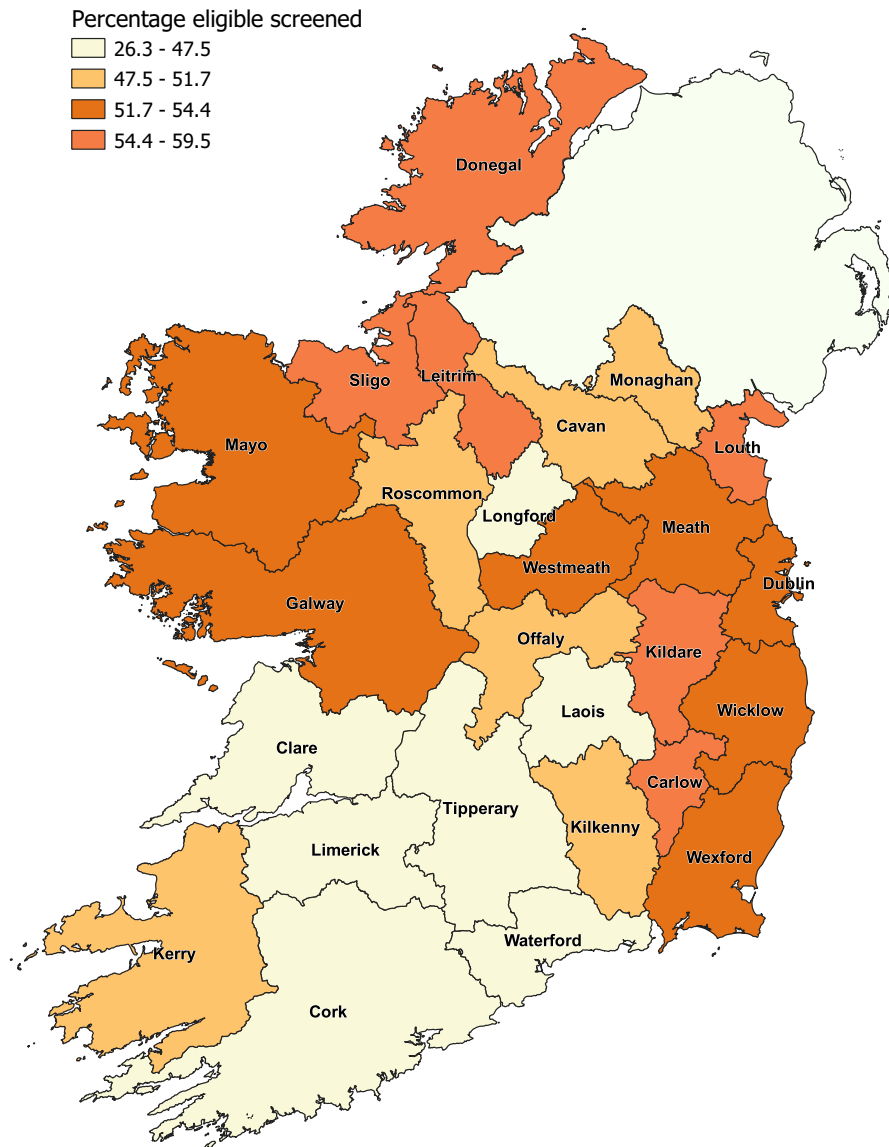 Percentage eligible screened
26.3 - 47.5
47.5 - 51.7
51.7 - 54.4
54.4 - 59.5
Donegal
Sligo
Leitrim
Monaghan
Cavan
Louth
Mayo
Roscommon
Longford
Meath
Westmeath
Dublin
Galway
Offaly
Kildare
Laois
Wicklow
Clare
Carlow
Tipperary
Kilkenny
Limerick
Wexford
Waterford
Kerry
Cork